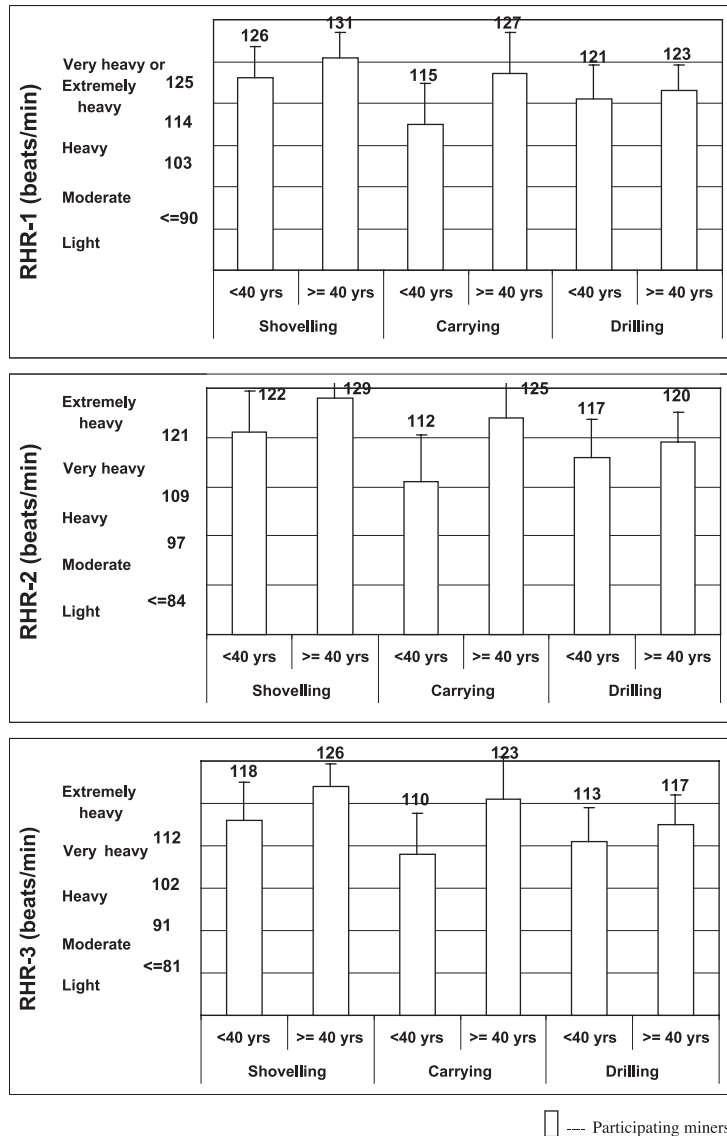 RHR-1 (beats/min)
126 131 115 127 121 123
Very heavy or
Extremely 125
heavy
114
Heavy
103
Moderate
<=90
Light
<40 yrs >= 40 yrs <40 yrs >= 40 yrs <40 yrs >= 40 yrs
Shovelling Carrying Drilling
RHR-2 (beats/min)
122 129 112 125 117 120
Extremely
heavy
121
Very heavy
109
Heavy
97
Moderate
<=84
Light
<40 yrs >= 40 yrs <40 yrs >= 40 yrs <40 yrs >= 40 yrs
Shovelling Carrying Drilling
RHR-3 (beats/min)
118 126 110 123 113 117
Extremely
heavy
112
Very heavy
102
Heavy
91
Moderate
<=81
Light
<40 yrs >= 40 yrs <40 yrs >= 40 yrs <40 yrs >= 40 yrs
Shovelling Carrying Drilling
---- Participating miners